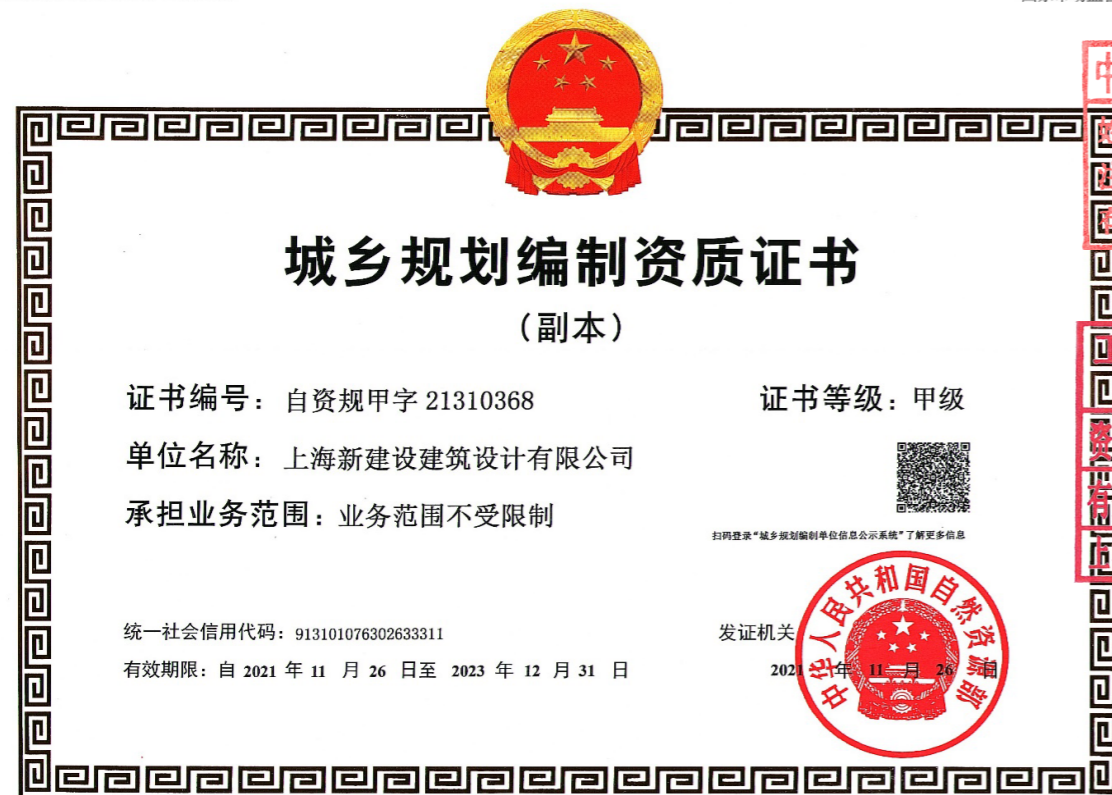 城乡规划编制资质证书
（副本）
证书编号：自资规甲字 21310368
证书等级：甲级
单位名称：上海新建设建筑设计有限公司
承担业务范围：业务范围不受限制
扫码登录“城乡规划编制单位信息公示系统”了解更多信息
统一社会信用代码：913101076302633311
发证机关
有效期限：自 2021 年 11 月 26 日至 2023 年 12 月 31 日
2021 年 11 月 26 日
中华人民共和国自然资源部
资
有
上